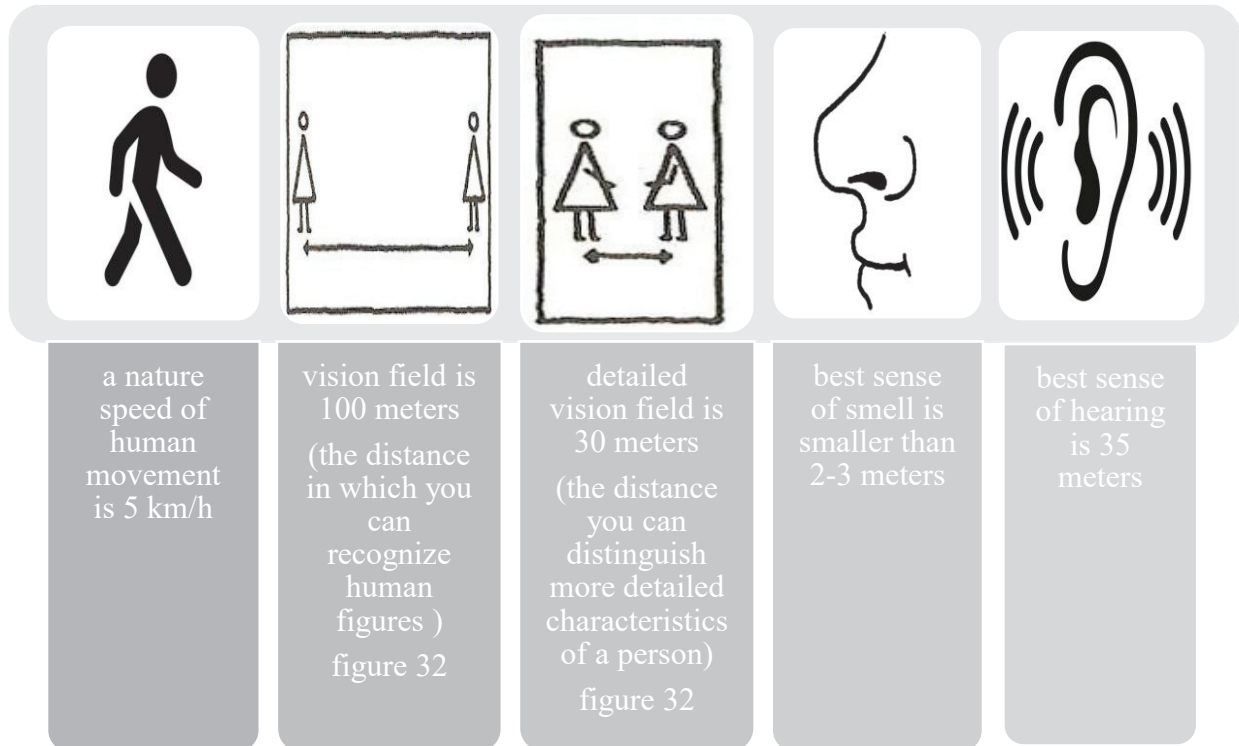 a nature
speed of
human
movement
is 5 km/h
vision field is
100 meters
(the distance
in which you
can
recognize
human
figures )
figure 32
detailed
vision field is
30 meters
(the distance
you can
distinguish
more detailed
characteristics
of a person)
figure 32
best sense
of smell is
smaller than
2-3 meters
best sense
of hearing
is 35
meters